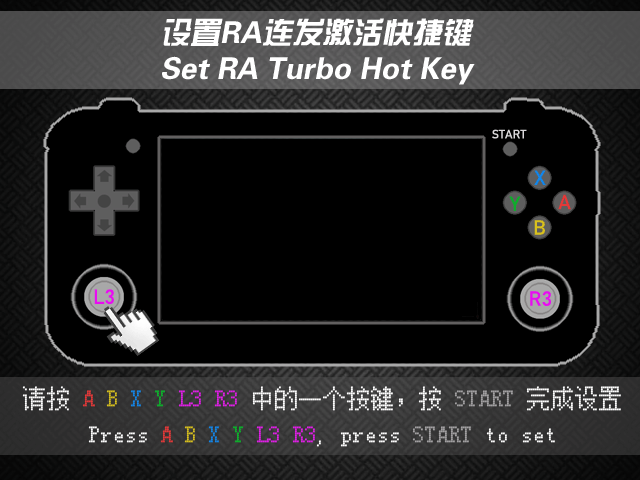 设置RA连发激活快捷键
Set RA Turbo Hot Key
START
X
Y
A
B
L3
R3
请按 A B X Y L3 R3 中的一个按键，按 START 完成设置
Press A B X Y L3 R3, press START to set